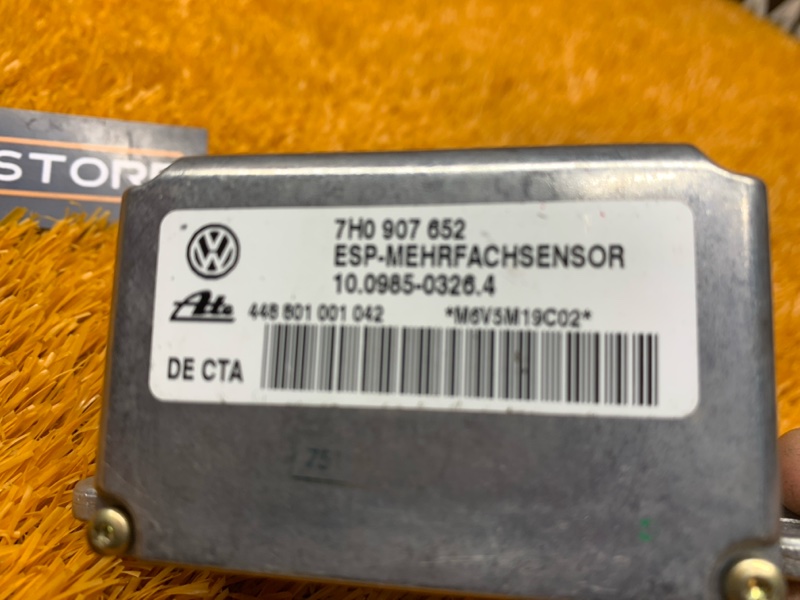 STORE
7H0 907 652
ESP-MEHRFACHSENSOR
10.0985-0326.4
Ate 448 801 001 042 *M6V5M19C02*
DE CTA
75